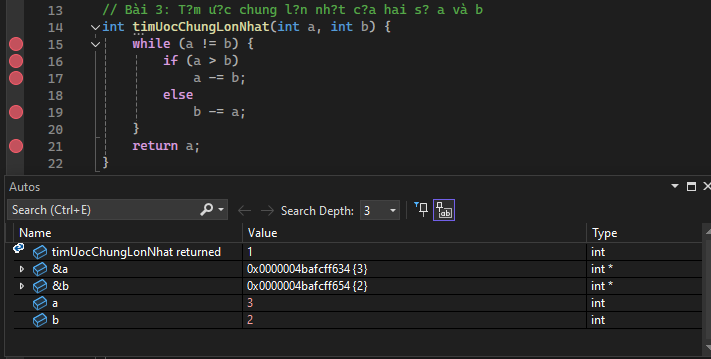 13 // Bài 3: T?m ư?c chung l?n nh?t c?a hai s? a và b
14 int timUocChungLonNhat(int a, int b) {
15 while (a != b) {
16 if (a > b)
17 a -= b;
18 else
19 b -= a;
20 }
21 return a;
22 }
Autos
Search (Ctrl+E) Search Depth: 3
Name Value Type
timUocChungLonNhat returned 1 int
&a 0x0000004bafcff634 {3} int *
&b 0x0000004bafcff654 {2} int *
a 3 int
b 2 int